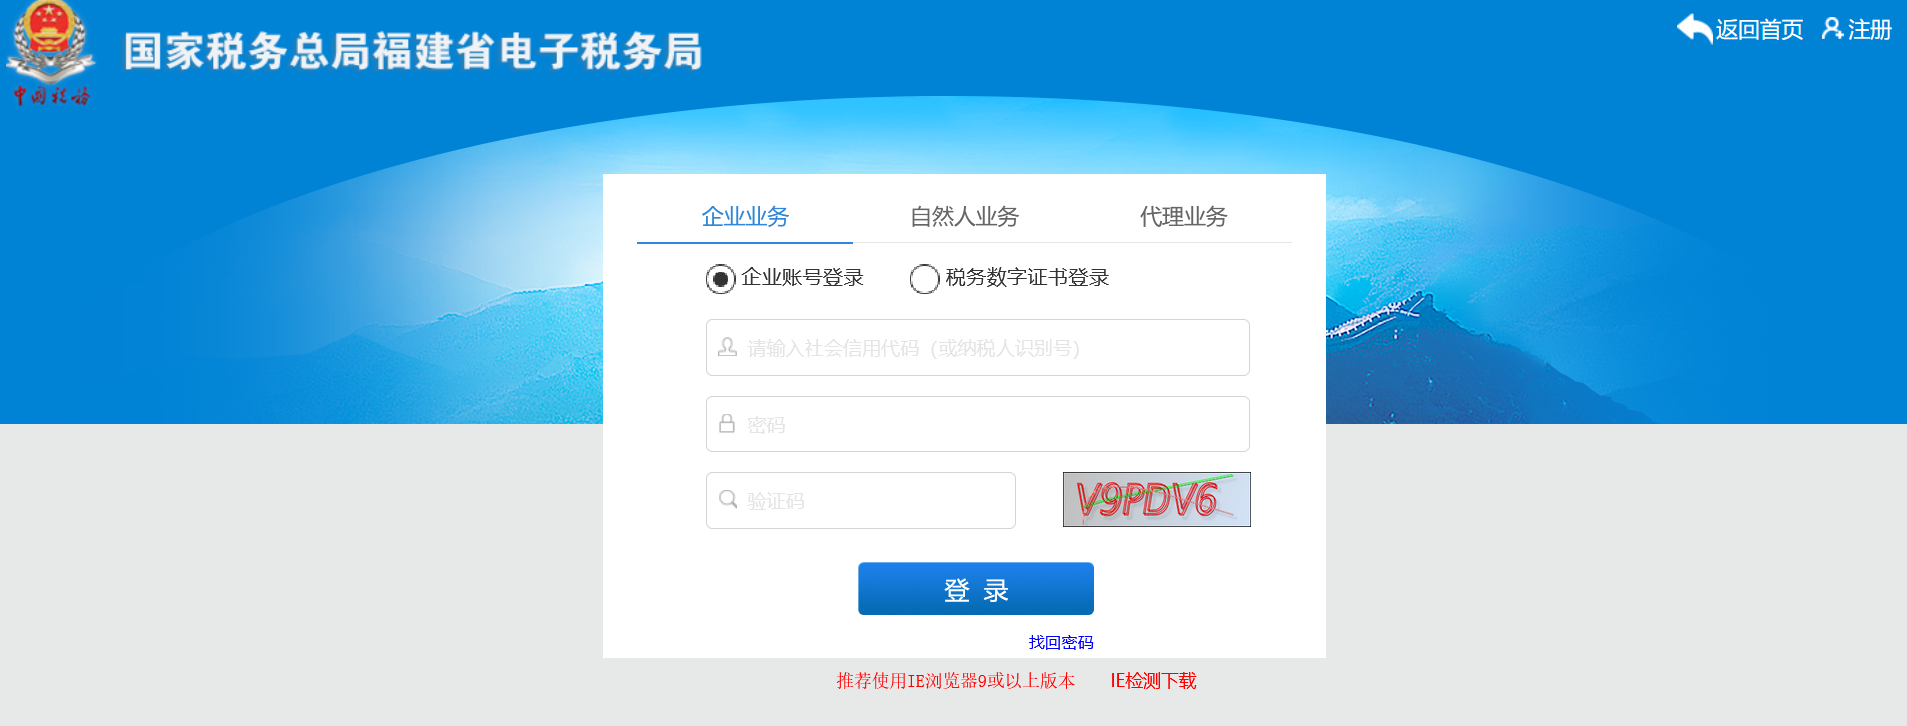 中国税务
国家税务总局福建省电子税务局
返回首页 注册
企业业务 自然人业务 代理业务
企业账号登录 税务数字证书登录
请输入社会信用代码（或纳税人识别号）
密码
验证码 V9PDV6
登 录
找回密码
推荐使用IE浏览器9或以上版本 IE检测下载